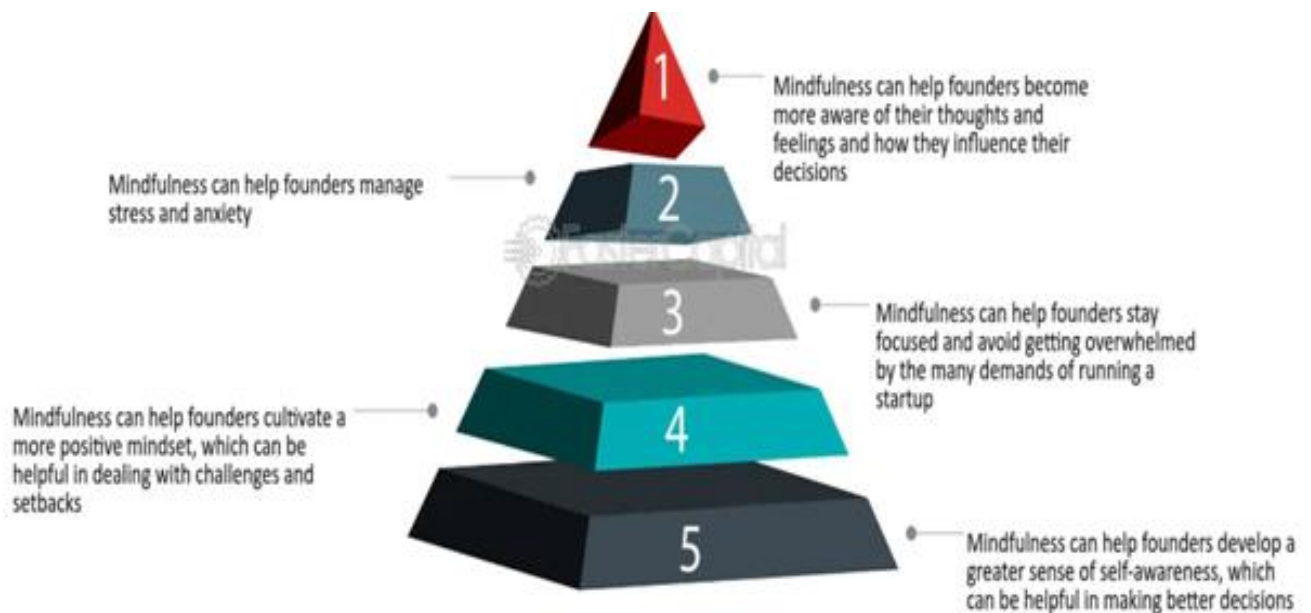 1
Mindfulness can help founders become
more aware of their thoughts and
feelings and how they influence their
decisions
Mindfulness can help founders manage
stress and anxiety
2
FasterCapital
3
Mindfulness can help founders stay
focused and avoid getting overwhelmed
by the many demands of running a
startup
Mindfulness can help founders cultivate a
more positive mindset, which can be
helpful in dealing with challenges and
setbacks
4
5
Mindfulness can help founders develop a
greater sense of self-awareness, which
can be helpful in making better decisions